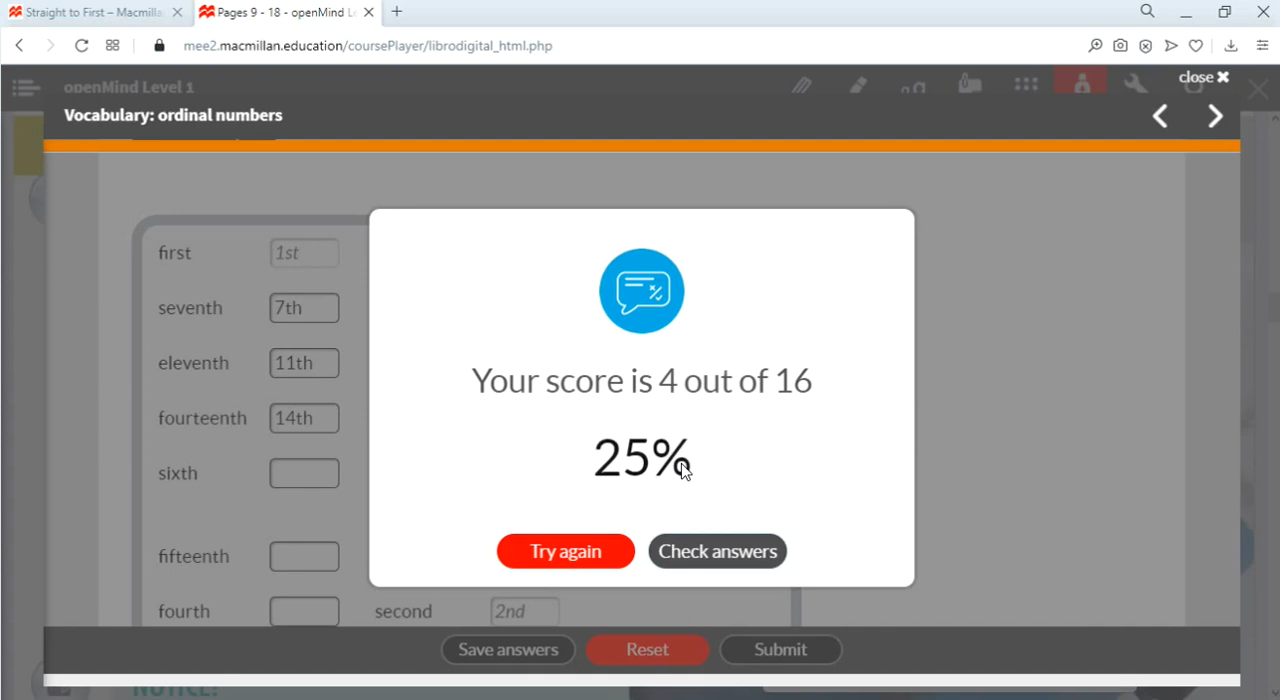 Straight to First – Macmilla
Pages 9 - 18 - openMind L
mee2.macmillan.education/coursePlayer/librodigital_html.php
close
openMind Level 1
Vocabulary: ordinal numbers
first 1st
seventh 7th
eleventh 11th
fourteenth 14th
sixth
fifteenth
fourth second 2nd
Your score is 4 out of 16
25%
Try again Check answers
Save answers Reset Submit
NOTICE!